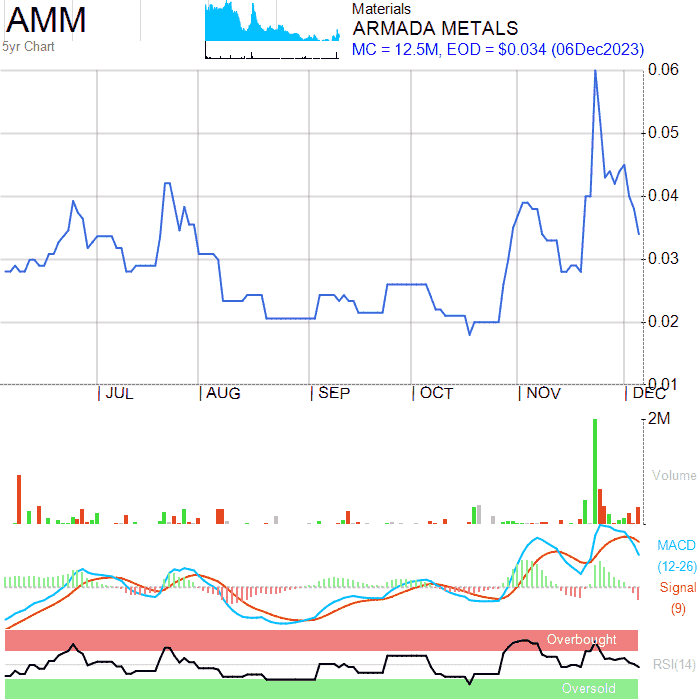 AMM
5yr Chart
Materials
ARMADA METALS
MC = 12.5M, EOD = $0.034 (06Dec2023)
0.06
0.05
0.04
0.03
0.02
0.01
JUL AUG SEP OCT NOV DEC
2M
Volume
MACD
(12-26)
Signal
(9)
Overbought
RSI(14)
Oversold